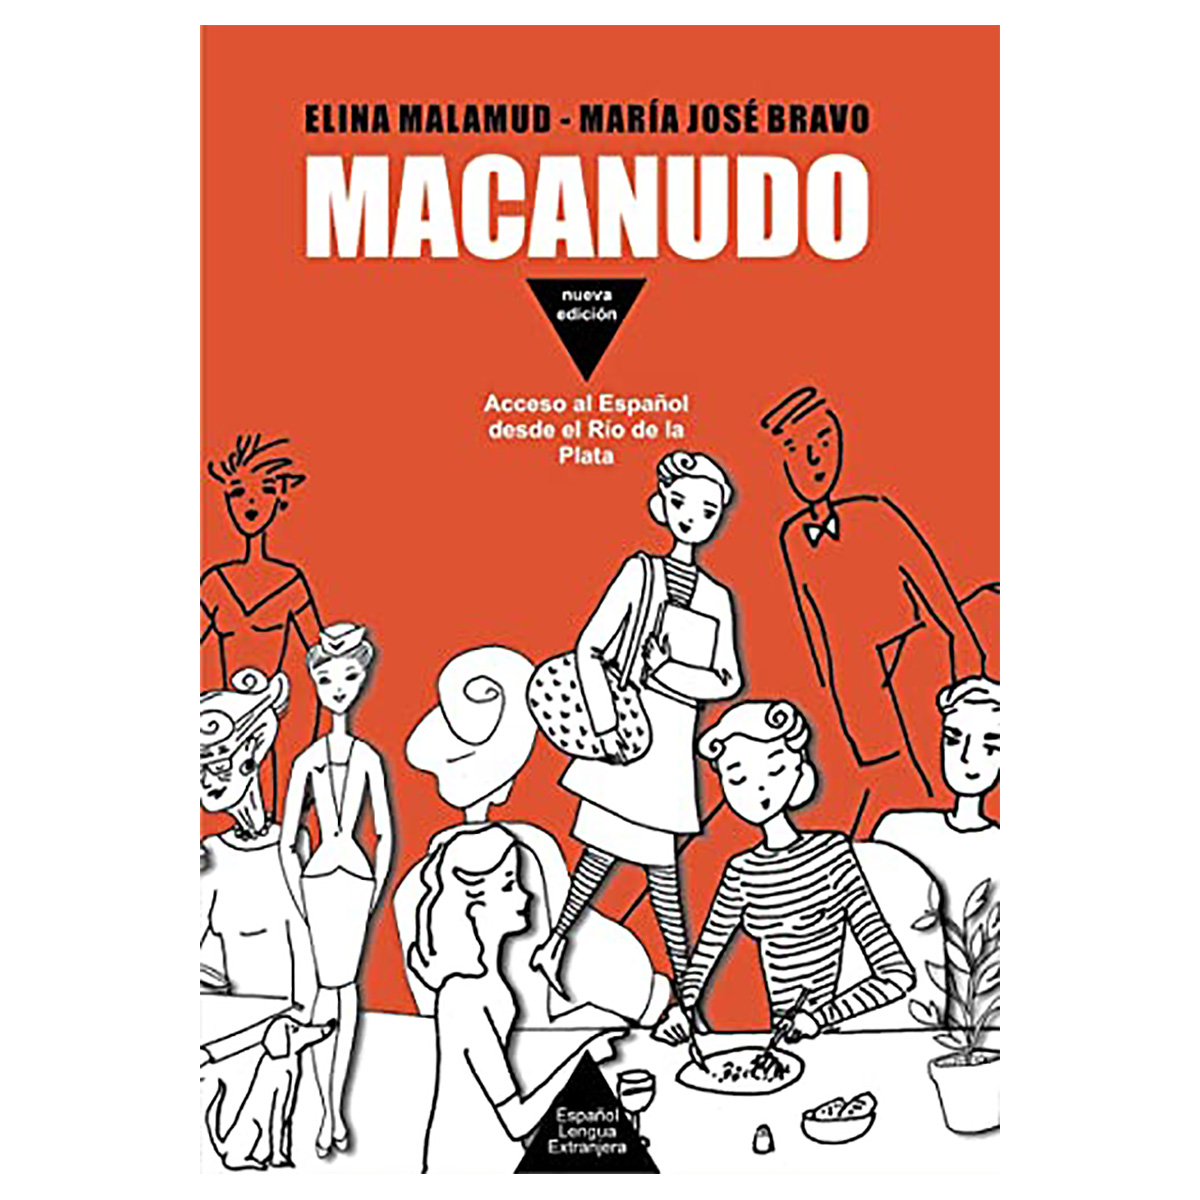 ELINA MALAMUD - MARÍA JOSÉ BRAVO
MACANUDO
nueva
edición
Acceso al Español
desde el Río de la
Plata
Español
Lengua
Extranjera